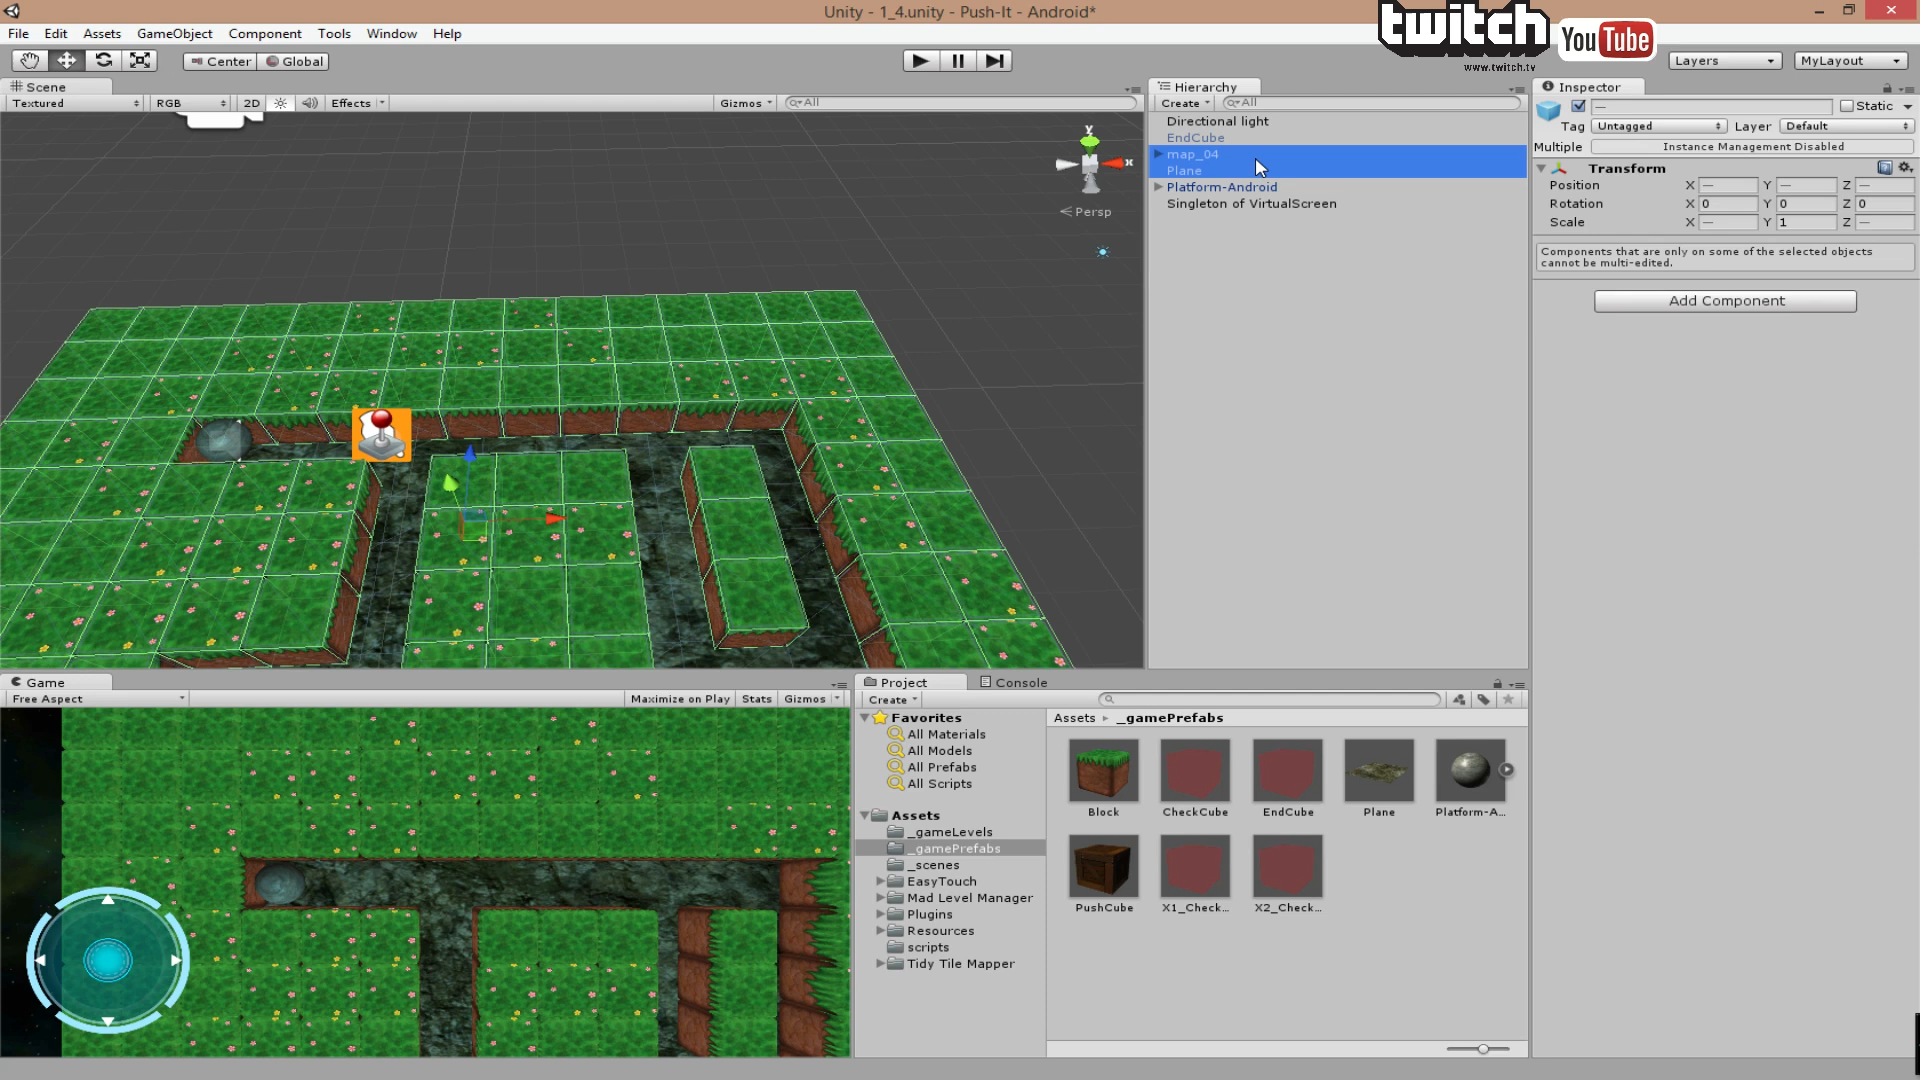 Unity - 1_4.unity - Push-It - Android*
twitch
www.twitch.tv
You Tube
File Edit Assets GameObject Component Tools Window Help
Center Global
Layers MyLayout
Scene
Textured RGB 2D Effects Gizmos All
y
x
Persp
Hierarchy
Create All
Directional light
EndCube
map_04
Plane
Platform-Android
Singleton of VirtualScreen
Inspector
— Static
Tag Untagged Layer Default
Multiple Instance Management Disabled
Transform
Position X — Y — Z —
Rotation X 0 Y 0 Z 0
Scale X — Y 1 Z —
Components that are only on some of the selected objects
cannot be multi-edited.
Add Component
Game
Free Aspect Maximize on Play Stats Gizmos
Project Console
Create
Favorites
All Materials
All Models
All Prefabs
All Scripts
Assets
_gameLevels
_gamePrefabs
_scenes
EasyTouch
Mad Level Manager
Plugins
Resources
scripts
Tidy Tile Mapper
Assets _gamePrefabs
Block CheckCube EndCube Plane Platform-A...
PushCube X1_Check... X2_Check...